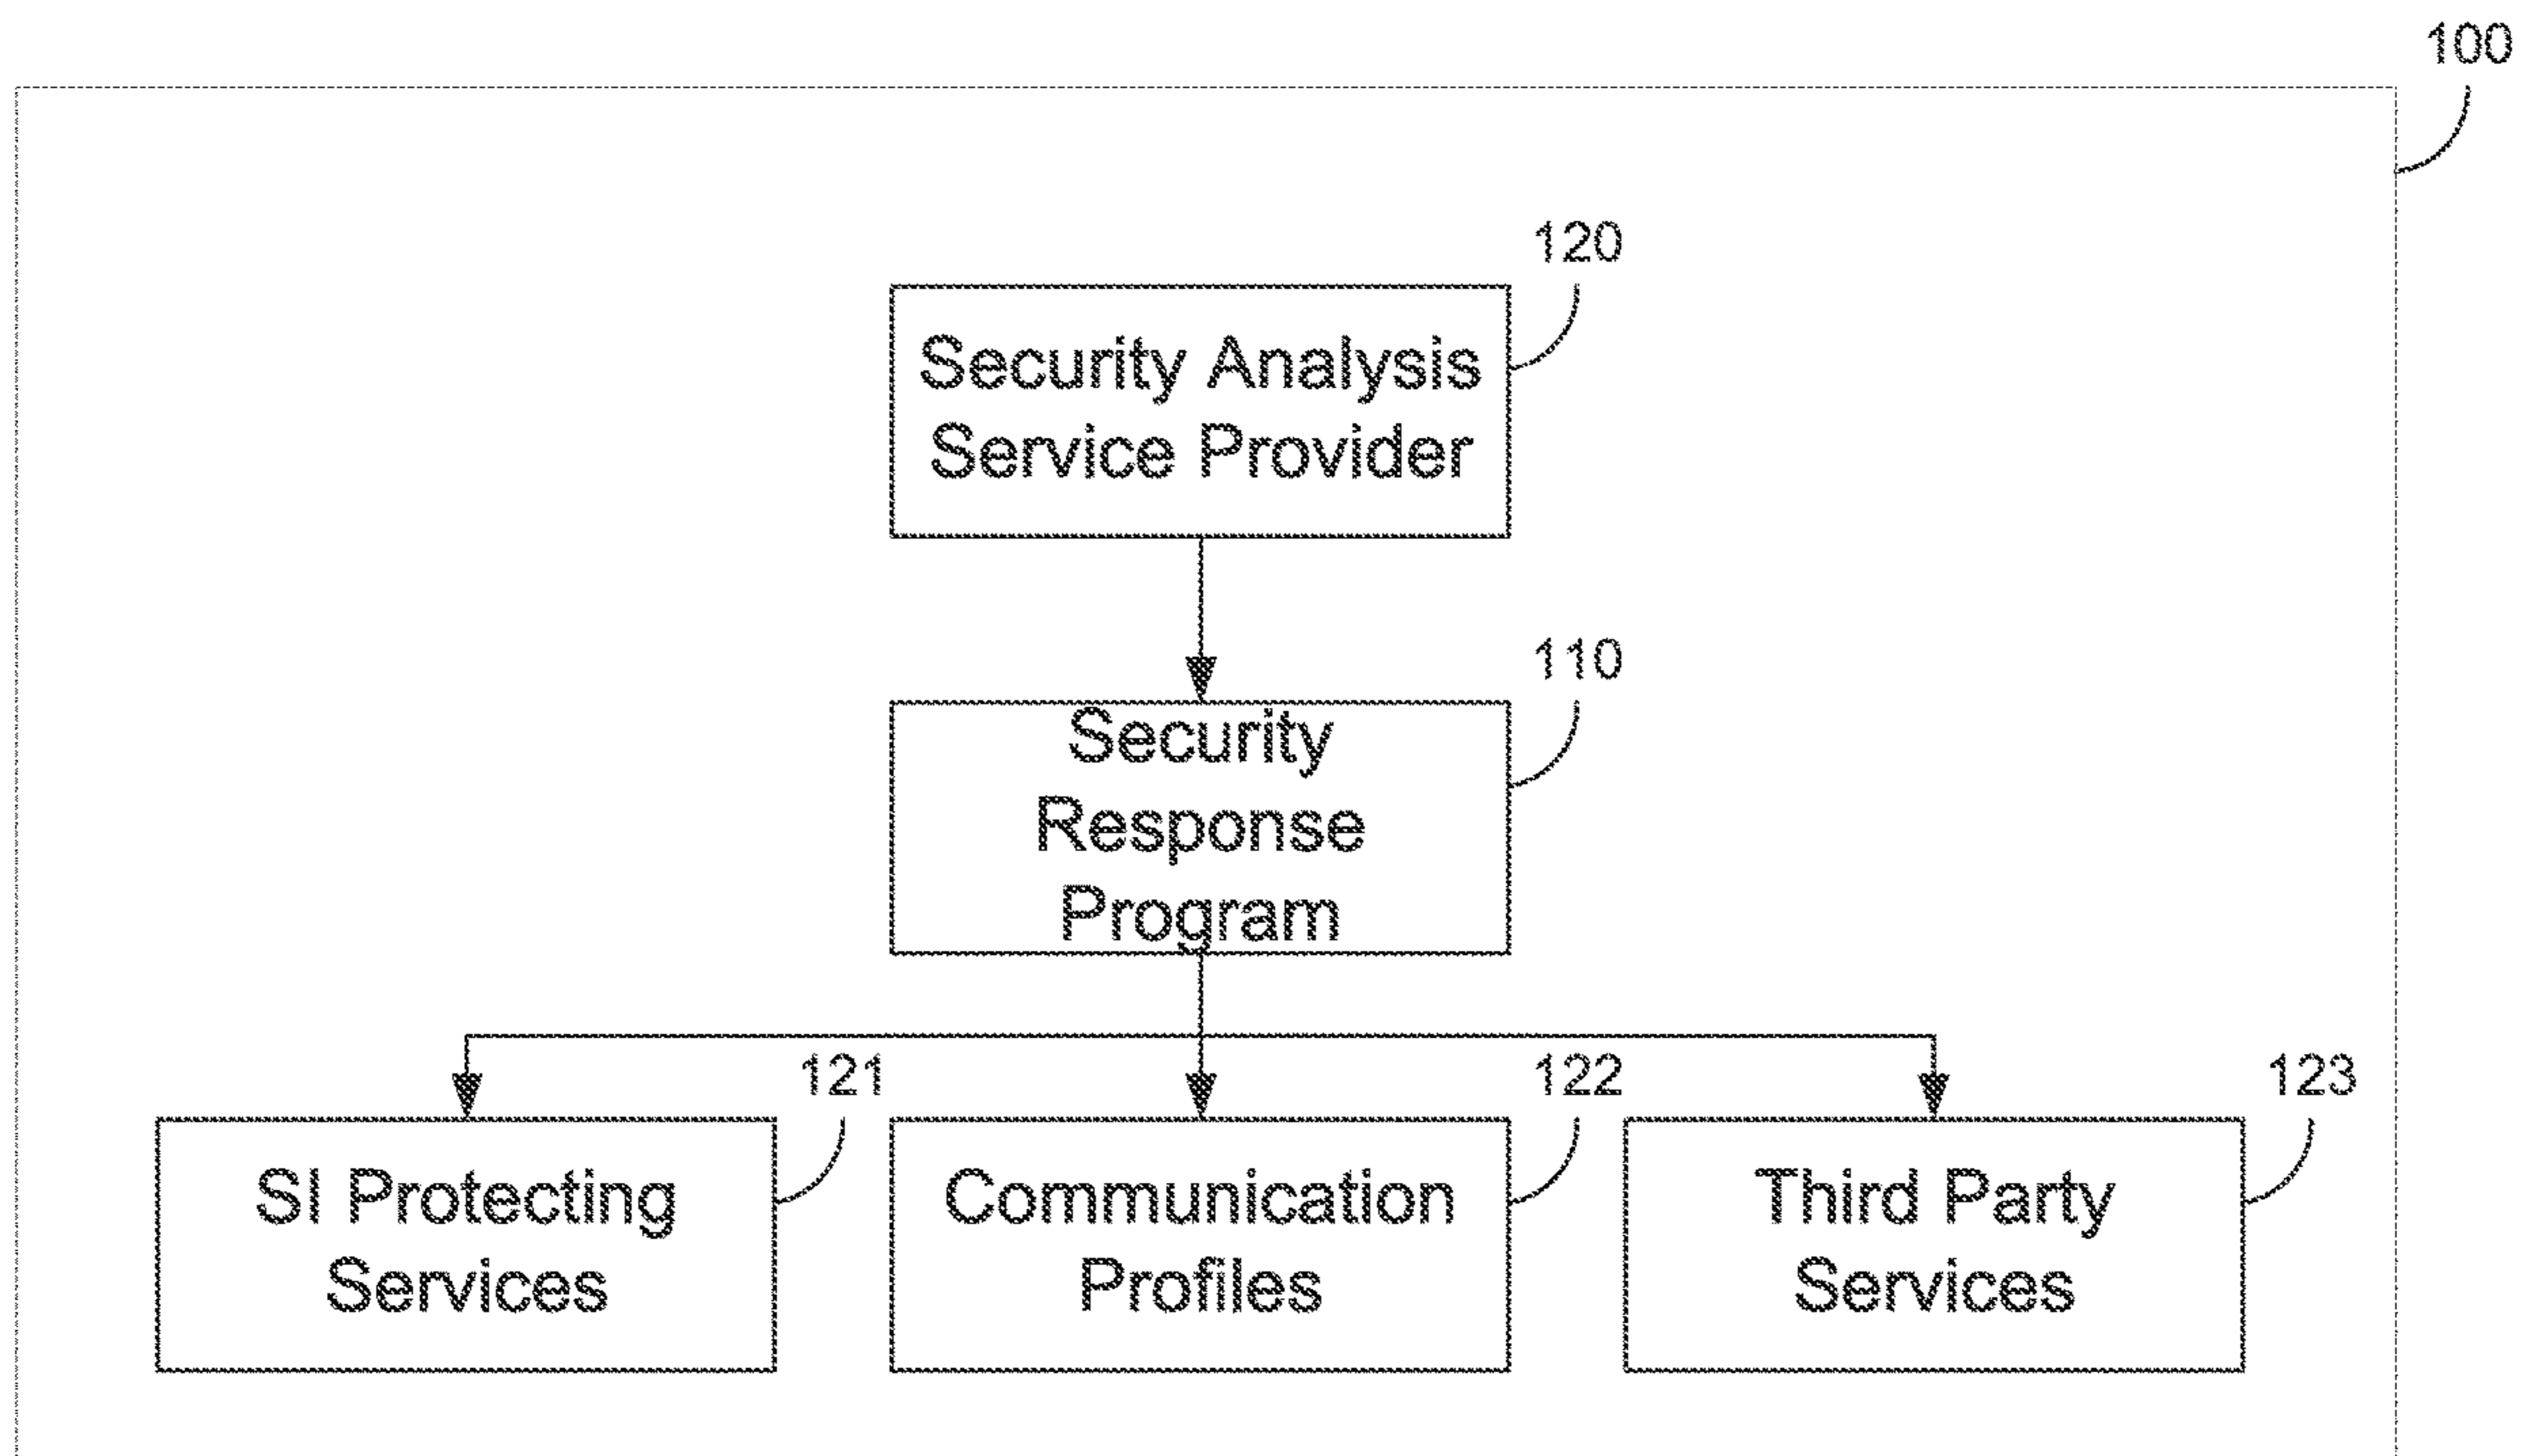 100
120
Security Analysis
Service Provider
110
Security
Response
Program
121
122
123
SI Protecting
Services
Communication
Profiles
Third Party
Services